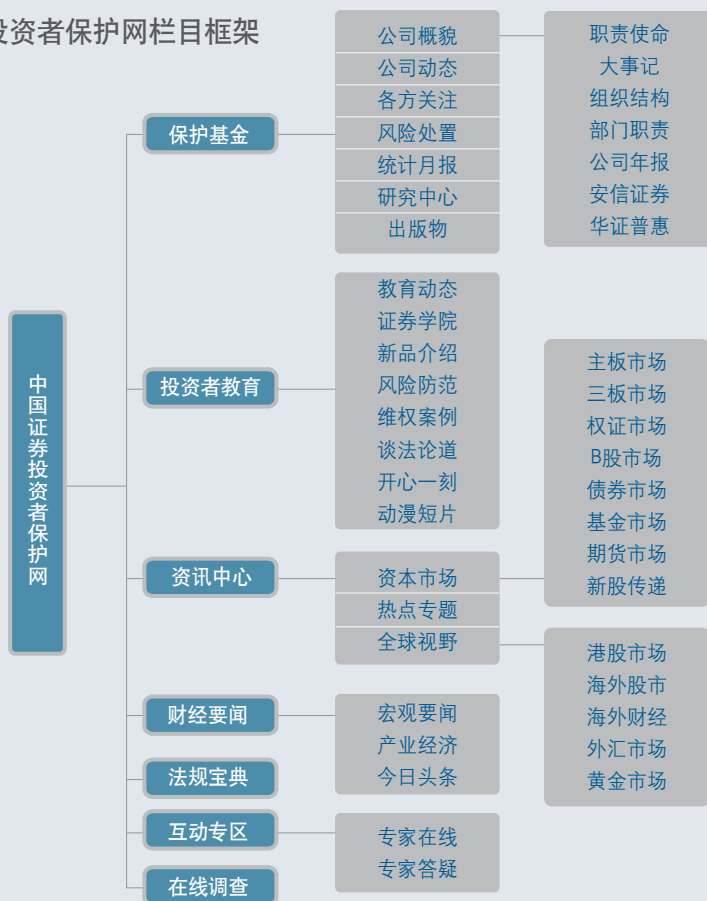 投资者保护网栏目框架
中国证券投资者保护网
保护基金
公司概貌
公司动态
各方关注
风险处置
统计月报
研究中心
出版物
职责使命
大事记
组织结构
部门职责
公司年报
安信证券
华证普惠
投资者教育
教育动态
证券学院
新品介绍
风险防范
维权案例
谈法论道
开心一刻
动漫短片
资讯中心
资本市场
热点专题
全球视野
主板市场
三板市场
权证市场
B股市场
债券市场
基金市场
期货市场
新股传递
港股市场
海外股市
海外财经
外汇市场
黄金市场
财经要闻
宏观要闻
产业经济
今日头条
法规宝典
互动专区
专家在线
专家答疑
在线调查